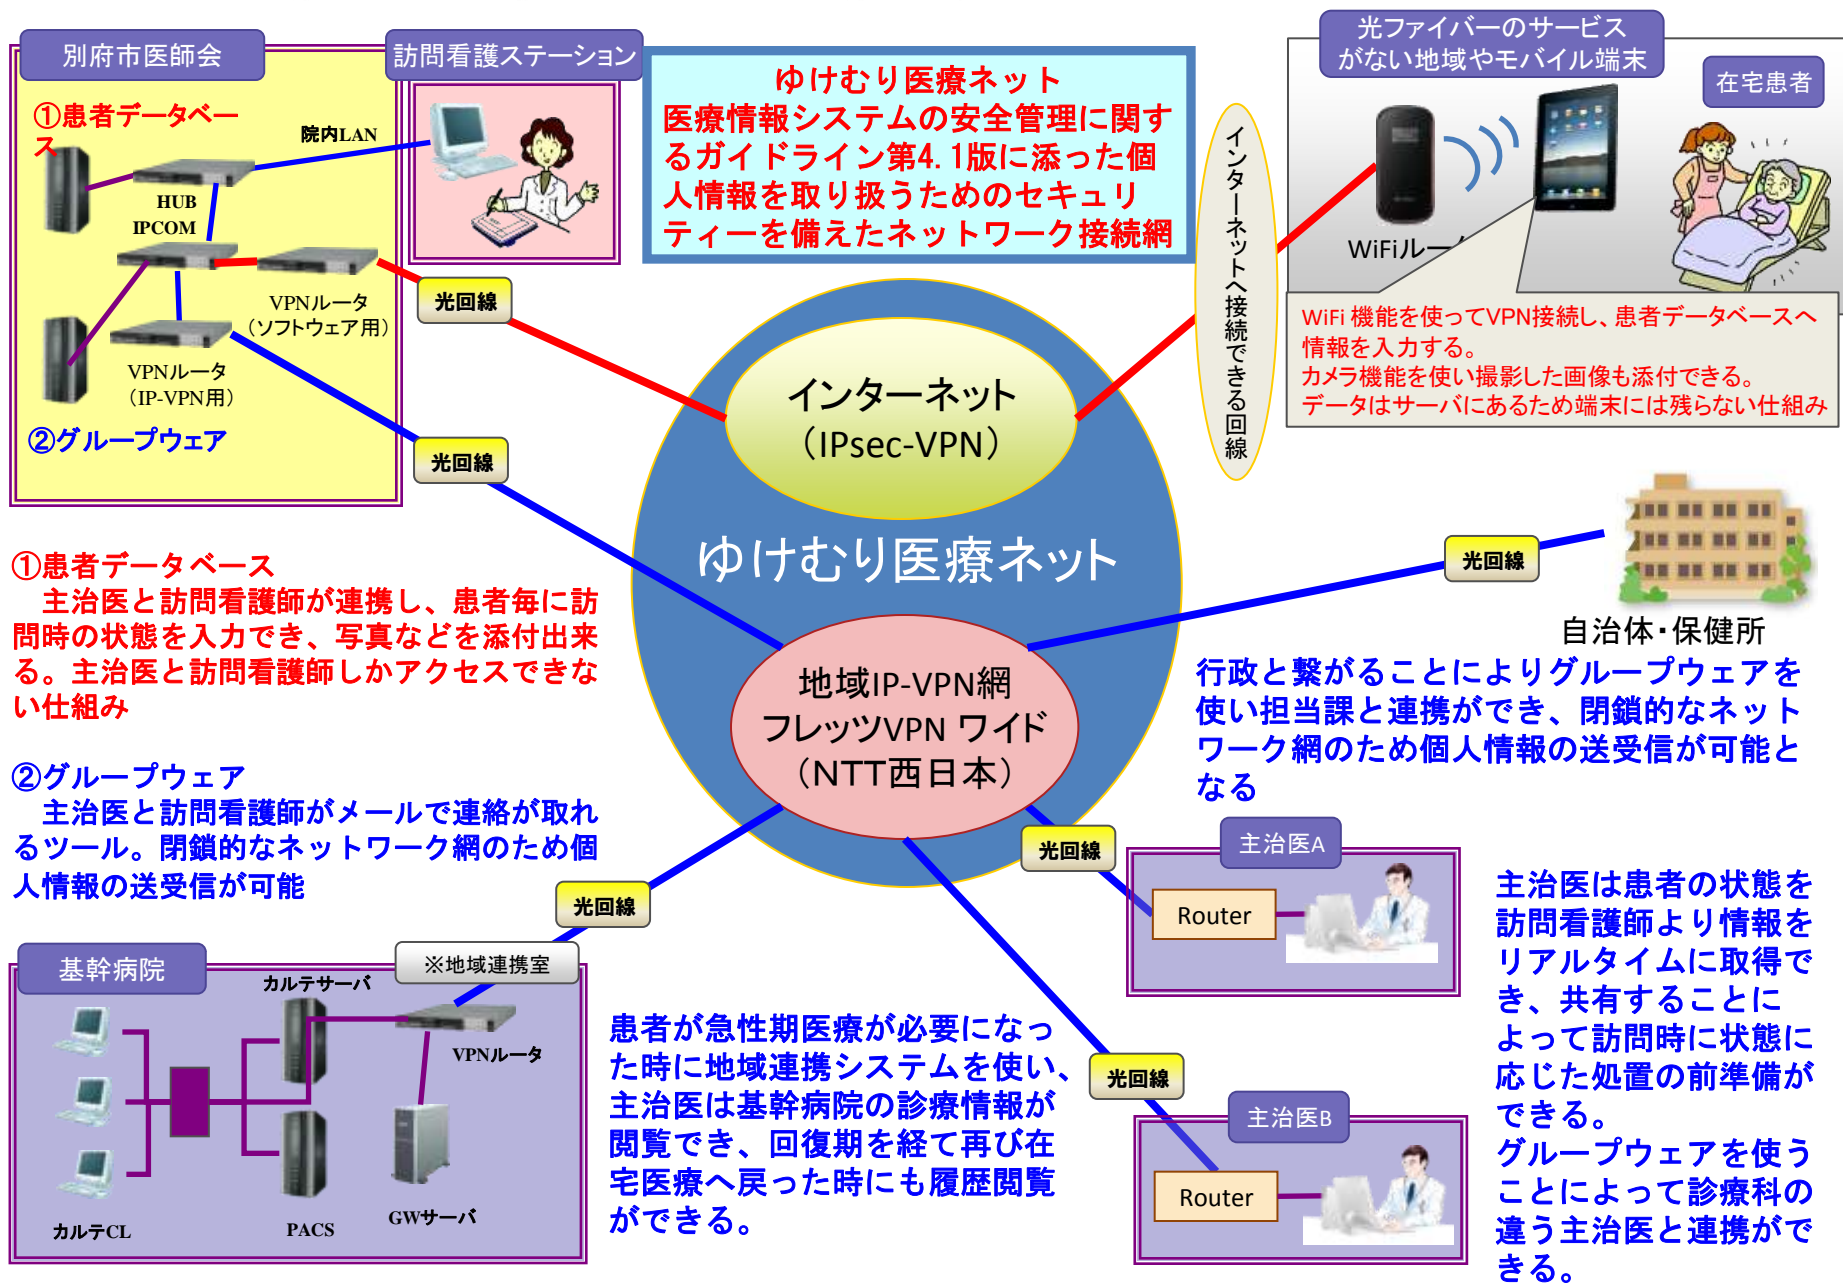 別府市医師会
①患者データベー
ス
院内LAN
HUB
IPCOM
VPNルータ
（ソフトウェア用）
VPNルータ
（IP-VPN用）
②グループウェア
訪問看護ステーション
ゆけむり医療ネット
医療情報システムの安全管理に関す
るガイドライン第4.1版に添った個
人情報を取り扱うためのセキュリ
ティーを備えたネットワーク接続網
インターネットへ接続できる回線
光ファイバーのサービス
がない地域やモバイル端末
在宅患者
WiFiルー
WiFi 機能を使ってVPN接続し、患者データベースへ
情報を入力する。
カメラ機能を使い撮影した画像も添付できる。
データはサーバにあるため端末には残らない仕組み
光回線
光回線
インターネット
（IPsec-VPN）
ゆけむり医療ネット
地域IP-VPN網
フレッツVPN ワイド
（NTT西日本）
光回線
自治体・保健所
行政と繋がることによりグループウェアを
使い担当課と連携ができ、閉鎖的なネット
ワーク網のため個人情報の送受信が可能と
なる
①患者データベース
主治医と訪問看護師が連携し、患者毎に訪
問時の状態を入力でき、写真などを添付出来
る。主治医と訪問看護師しかアクセスできな
い仕組み
②グループウェア
主治医と訪問看護師がメールで連絡が取れ
るツール。閉鎖的なネットワーク網のため個
人情報の送受信が可能
光回線
基幹病院
※地域連携室
カルテサーバ
VPNルータ
カルテCL
PACS
GWサーバ
患者が急性期医療が必要になっ
た時に地域連携システムを使い、
主治医は基幹病院の診療情報が
閲覧でき、回復期を経て再び在
宅医療へ戻った時にも履歴閲覧
ができる。
光回線
主治医A
Router
光回線
主治医B
Router
主治医は患者の状態を
訪問看護師より情報を
リアルタイムに取得で
き、共有することに
よって訪問時に状態に
応じた処置の前準備が
できる。
グループウェアを使う
ことによって診療科の
違う主治医と連携がで
きる。